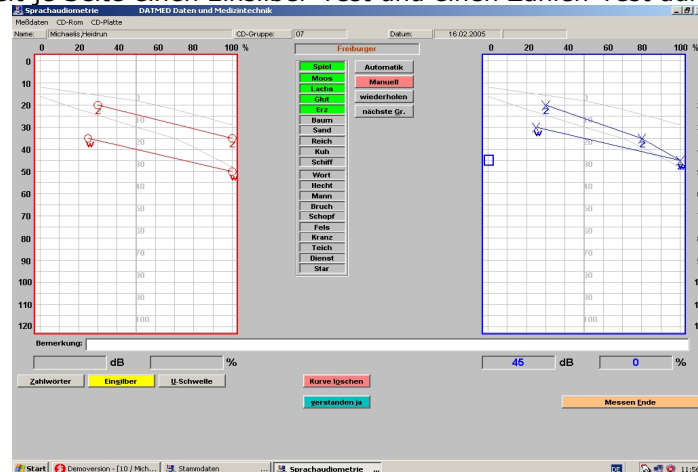 Sprachaudiometrie DATMED Daten und Medizintechnik
Meßdaten CD-Rom CD-Platte
Name: Michaelis,Heidrun CD-Gruppe: 07 Datum: 16.02.2005
0 20 40 60 80 100 % Freiburger 0 20 40 60 80 100 %
0
10
20
30
40
50
60
70
80
90
100
110
120
Spiel Automatik
Moos Manuell
Lachs
Glut wiederholen
Erz nächste Gr.
Baum
Sand
Reich
Kuh
Schiff
Wort
Hecht
Mann
Bruch
Schopf
Fels
Kranz
Teich
Dienst
Star
Z Z
W W
Z Z
W W
Bemerkung:
dB % 45 dB 0 %
Zahlwörter Einsilber U-Schwelle Kurve löschen
verstanden ja Messen Ende
Start Demoversion - [10 / Mich... Stammdaten ... Sprachaudiometrie ... DE